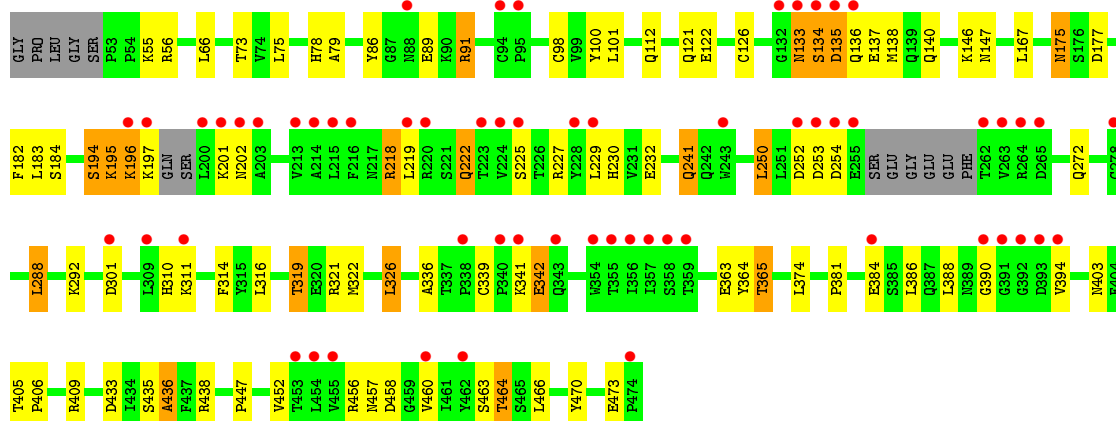 GLY PRO LEU GLY SER P53 P54 K55 R56 L66 T73 V74 L75 H78 A79 Y86 G87 N88 E89 K90 R91 C94 P95 C98 V99 Y100 L101 Q112 Q121 E122 C126 G132 N133 S134 D135 Q136 E137 M138 Q139 Q140 K146 N147 L167 N175 S176 D177
F182 L183 S184 S194 K195 K196 K197 GLN SER L200 K201 N202 A203 V213 A214 L215 F216 N217 R218 L219 R220 S221 Q222 T223 V224 S225 T226 R227 Y228 L229 H230 V231 E232 Q241 Q242 W243 L250 L251 D252 D253 D254 E255 SER GLU GLY GLU GLU PHE T262 V263 R264 D265 Q272
L288 K292 D301 L309 H310 K311 F314 Y315 L316 T319 E320 R321 M322 L326 A336 T337 P338 C339 P340 K341 E342 Q343 W354 T355 I356 I357 S358 T359 E363 Y364 T365 L374 P381 E384 S385 L386 Q387 L388 N389 G390 G391 G392 D393 V394 N403
T405 P406 R409 D433 I434 S435 A436 F437 R438 P447 V452 T453 L454 V455 R456 N457 D458 G459 V460 I461 Y462 S463 T464 S465 L466 Y470 E473 P474